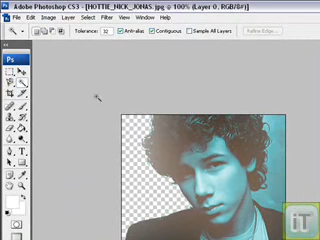 Adobe Photoshop CS3 - [HOTTIE_NICK_JONAS.jpg @ 100% (Layer 0, RGB/8#)]
File Edit Image Layer Select Filter View Window Help
Tolerance: 32 Anti-alias Contiguous Sample All Layers Refine Edge...
Ps
T
iT